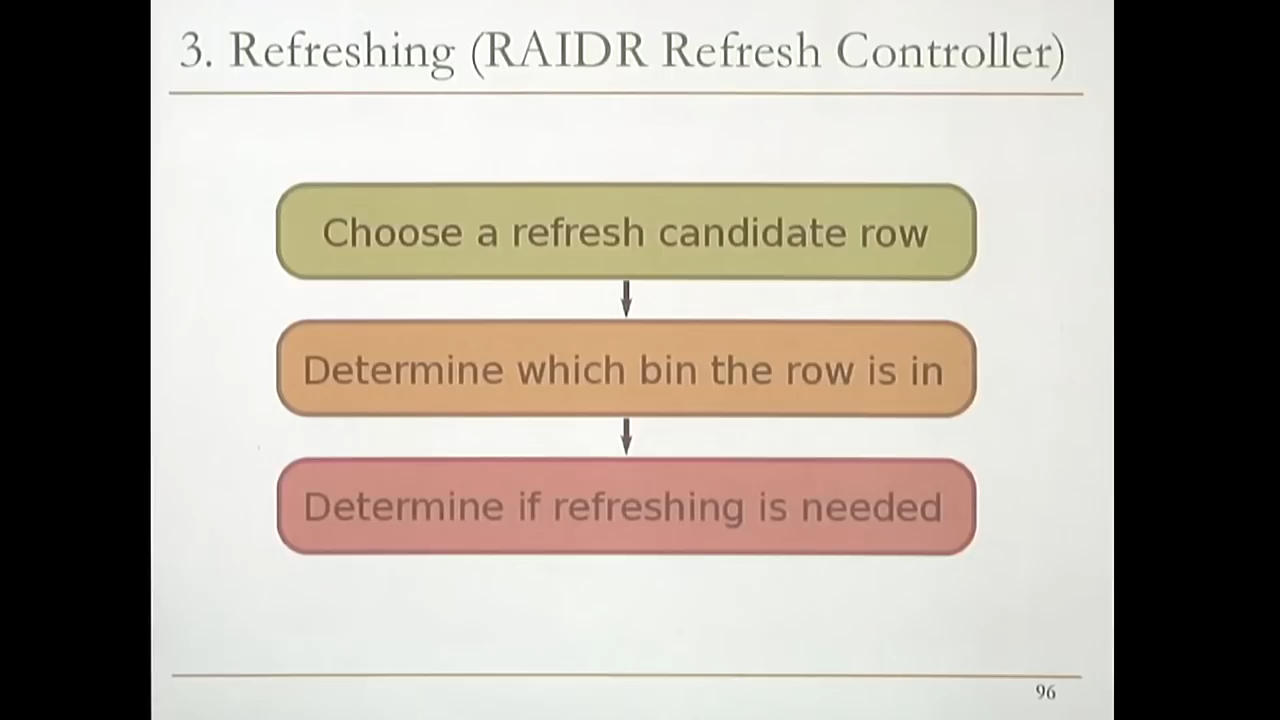 3. Refreshing (RAIDR Refresh Controller)
Choose a refresh candidate row
Determine which bin the row is in
Determine if refreshing is needed
96